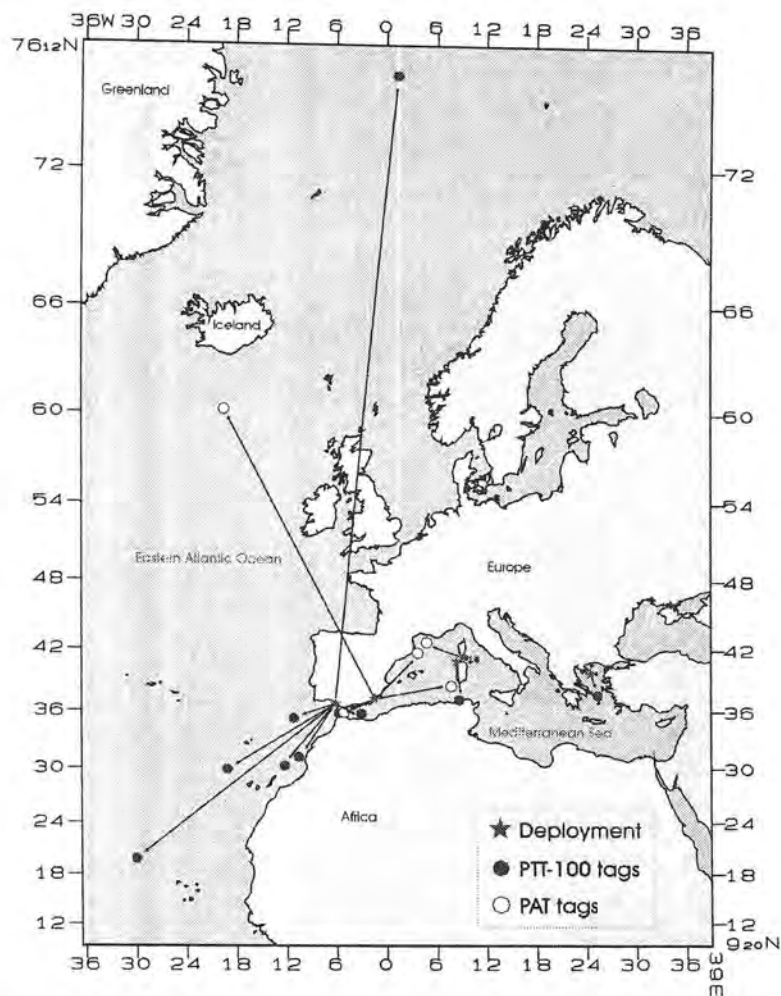 36W 30 24 18 12 6 0 6 12 18 24 30 36
76 12N
Greenland
72 72
66 66
Iceland
60 60
54 54
Eastern Atlantic Ocean
48 48
Europe
42 42
36 36
Mediterranean Sea
30 30
Africa
24 24
Deployment
18 PTT-100 tags 18
12 PAT tags 12
9 20N
36 30 24 18 12 6 0 6 12 18 24 30 36 39E